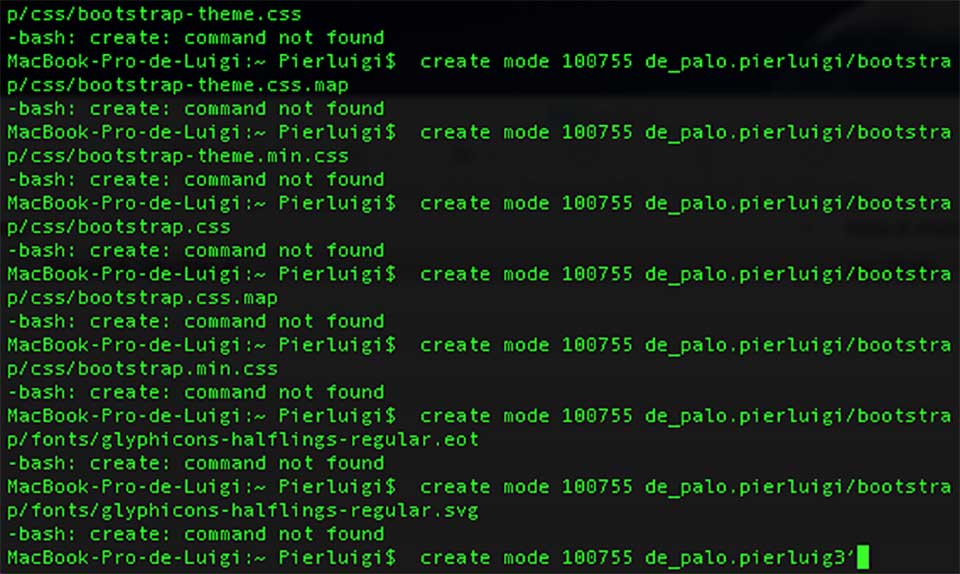 p/css/bootstrap-theme.css
-bash: create: command not found
MacBook-Pro-de-Luigi:~ Pierluigi$  create mode 100755 de_palo.pierluigi/bootstra
p/css/bootstrap-theme.css.map
-bash: create: command not found
MacBook-Pro-de-Luigi:~ Pierluigi$  create mode 100755 de_palo.pierluigi/bootstra
p/css/bootstrap-theme.min.css
-bash: create: command not found
MacBook-Pro-de-Luigi:~ Pierluigi$  create mode 100755 de_palo.pierluigi/bootstra
p/css/bootstrap.css
-bash: create: command not found
MacBook-Pro-de-Luigi:~ Pierluigi$  create mode 100755 de_palo.pierluigi/bootstra
p/css/bootstrap.css.map
-bash: create: command not found
MacBook-Pro-de-Luigi:~ Pierluigi$  create mode 100755 de_palo.pierluigi/bootstra
p/css/bootstrap.min.css
-bash: create: command not found
MacBook-Pro-de-Luigi:~ Pierluigi$  create mode 100755 de_palo.pierluigi/bootstra
p/fonts/glyphicons-halflings-regular.eot
-bash: create: command not found
MacBook-Pro-de-Luigi:~ Pierluigi$  create mode 100755 de_palo.pierluigi/bootstra
p/fonts/glyphicons-halflings-regular.svg
-bash: create: command not found
MacBook-Pro-de-Luigi:~ Pierluigi$  create mode 100755 de_palo.pierluig3'